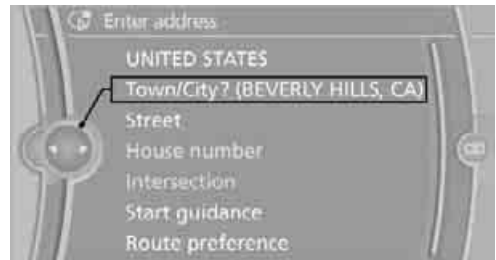 Enter address
UNITED STATES
Town/City? (BEVERLY HILLS, CA)
Street
House number
Intersection
Start guidance
Route preference